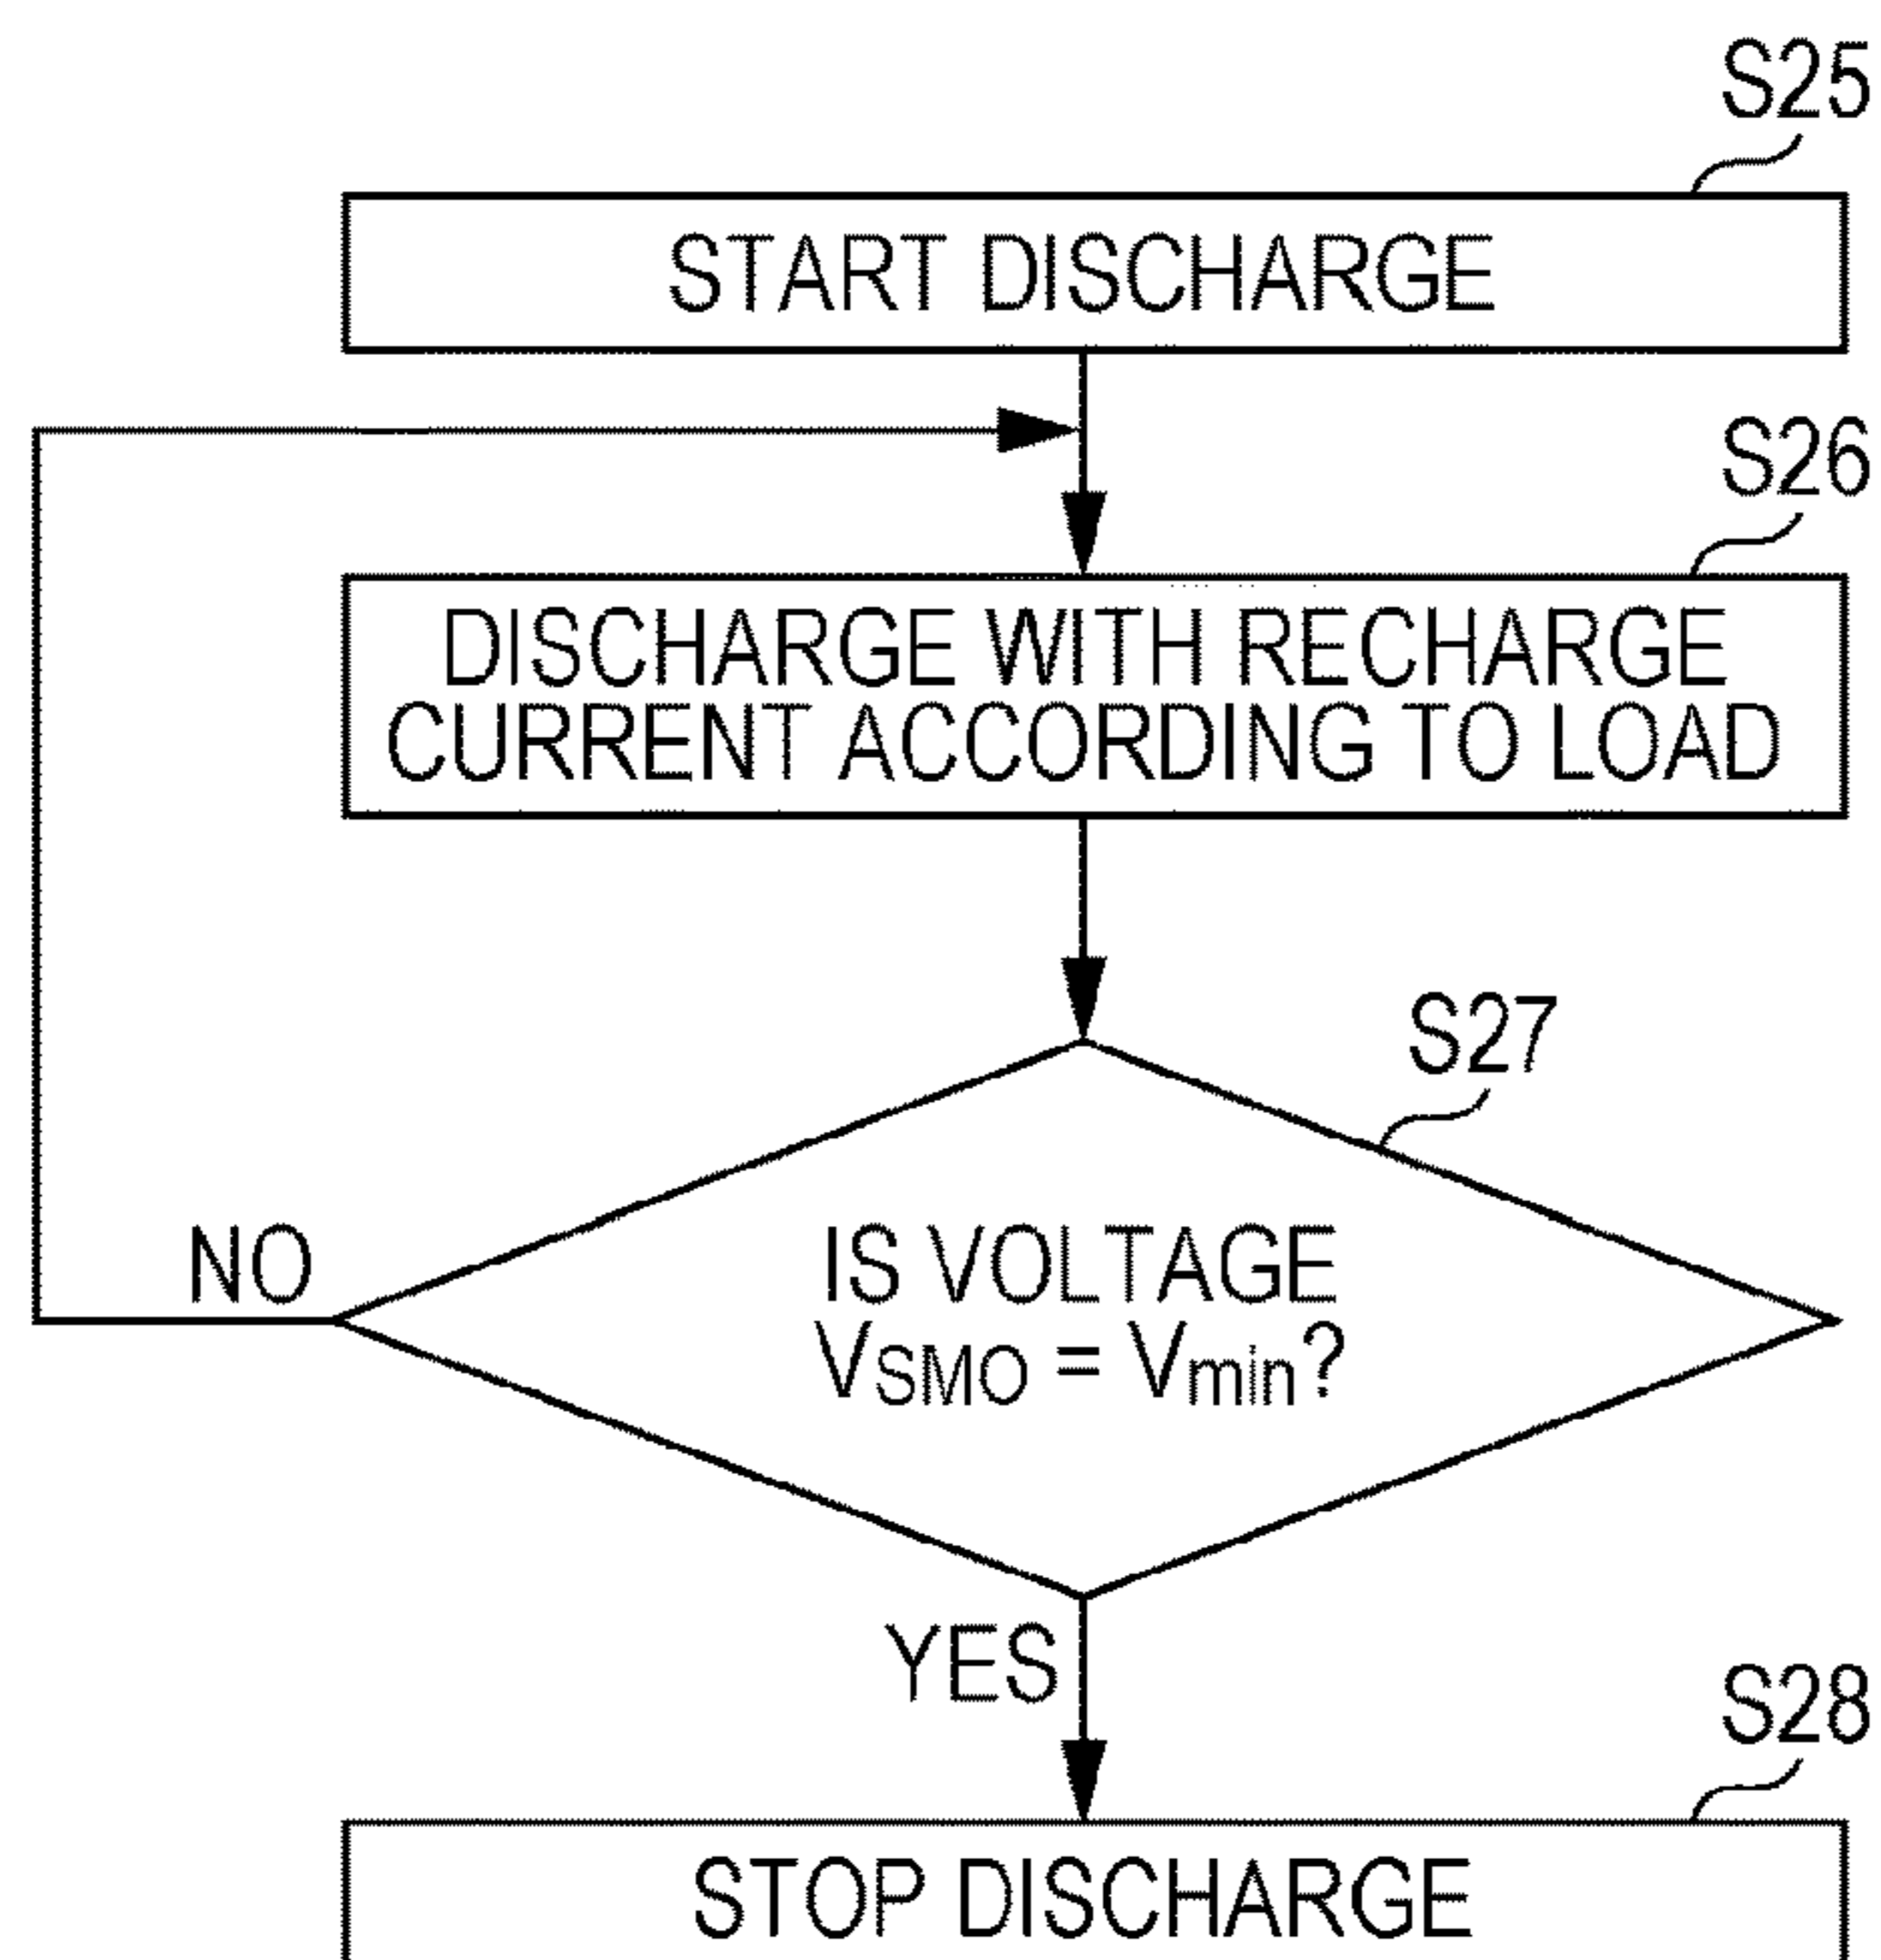 S25
START DISCHARGE
S26
DISCHARGE WITH RECHARGE
CURRENT ACCORDING TO LOAD
S27
IS VOLTAGE
VSMO = Vmin?
NO
YES
S28
STOP DISCHARGE